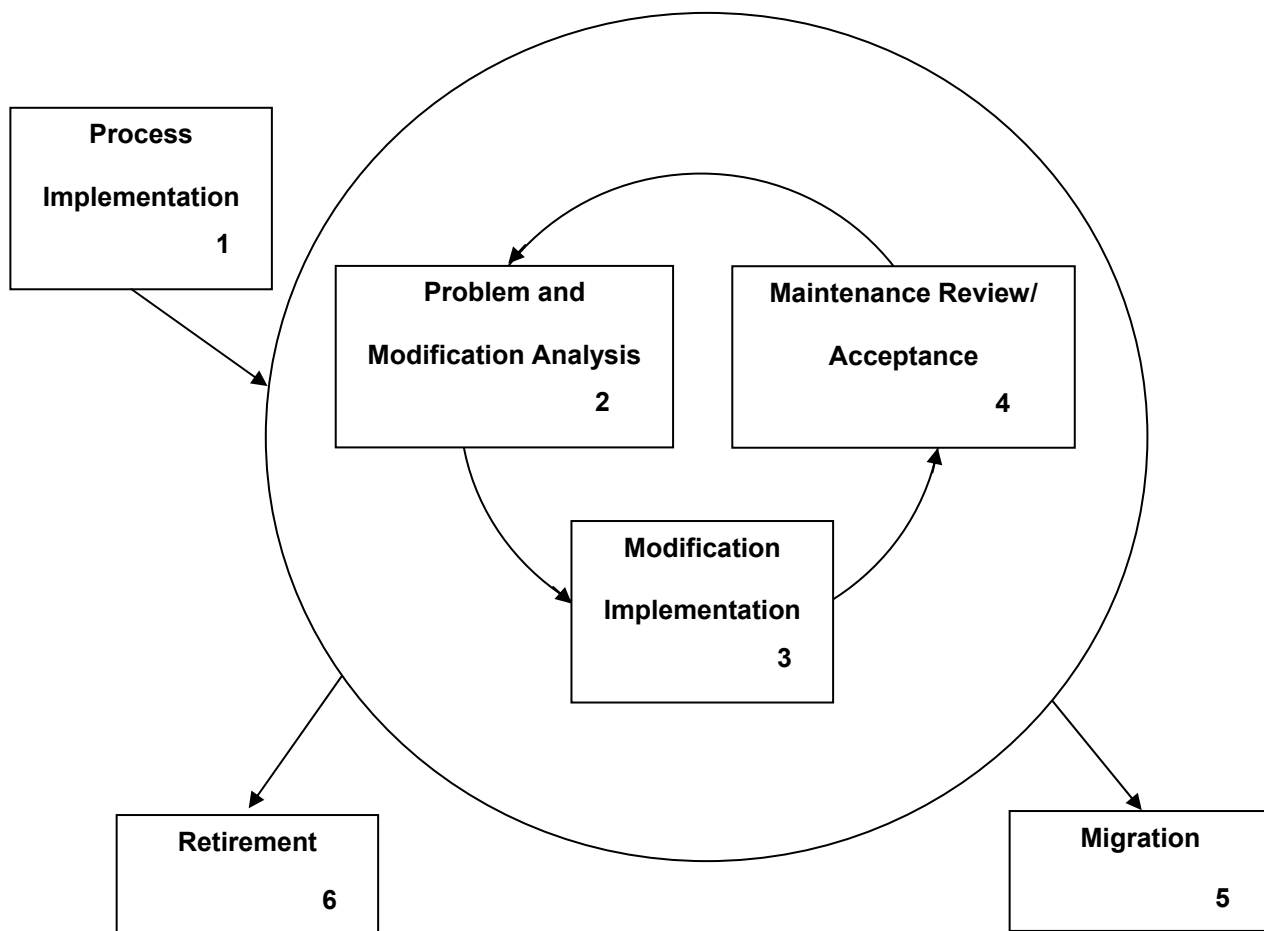 Process
Implementation
1
Problem and
Modification Analysis
2
Maintenance Review/
Acceptance
4
Modification
Implementation
3
Retirement
6
Migration
5